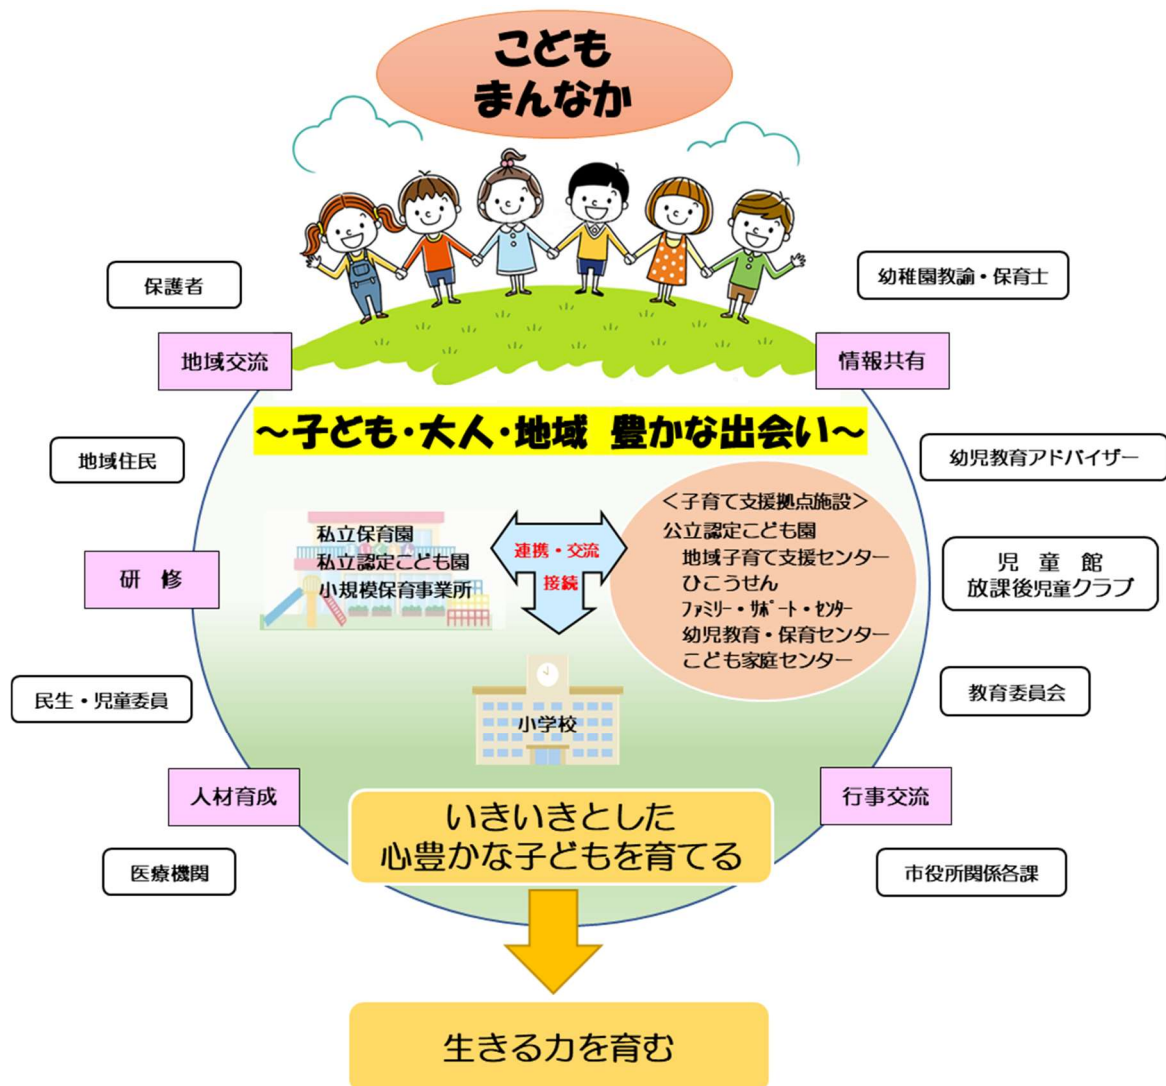 こども
まんなか
保護者
幼稚園教諭・保育士
地域交流
情報共有
～子ども・大人・地域 豊かな出会い～
地域住民
幼児教育アドバイザー
＜子育て支援拠点施設＞
公立認定こども園
地域子育て支援センター
ひこうせん
ﾌｧﾐﾘｰ・ｻﾎﾟｰﾄ・ｾﾝﾀｰ
幼児教育・保育センター
こども家庭センター
私立保育園
私立認定こども園
小規模保育事業所
連携・交流
接続
研　修
児　童　館
放課後児童クラブ
小学校
民生・児童委員
教育委員会
人材育成
行事交流
いきいきとした
心豊かな子どもを育てる
医療機関
市役所関係各課
生きる力を育む